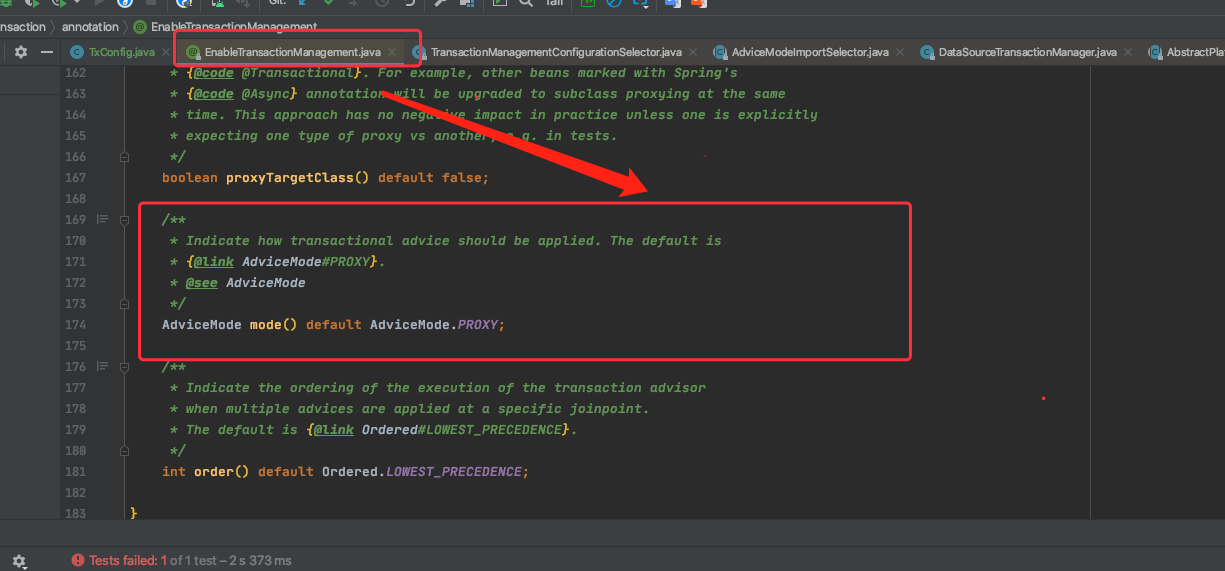 Git:
nsaction › annotation › EnableTransactionManagement
TxConfig.java EnableTransactionManagement.java TransactionManagementConfigurationSelector.java AdviceModeImportSelector.java DataSourceTransactionManager.java AbstractPla
162 * {@code @Transactional}. For example, other beans marked with Spring's
163 * {@code @Async} annotation will be upgraded to subclass proxying at the same
164 * time. This approach has no negative impact in practice unless one is explicitly
165 * expecting one type of proxy vs another, e.g. in tests.
166 */
167 boolean proxyTargetClass() default false;
168
169 /**
170 * Indicate how transactional advice should be applied. The default is
171 * {@link AdviceMode#PROXY}.
172 * @see AdviceMode
173 */
174 AdviceMode mode() default AdviceMode.PROXY;
175
176 /**
177 * Indicate the ordering of the execution of the transaction advisor
178 * when multiple advices are applied at a specific joinpoint.
179 * The default is {@link Ordered#LOWEST_PRECEDENCE}.
180 */
181 int order() default Ordered.LOWEST_PRECEDENCE;
182
183 }
Tests failed: 1 of 1 test – 2 s 373 ms